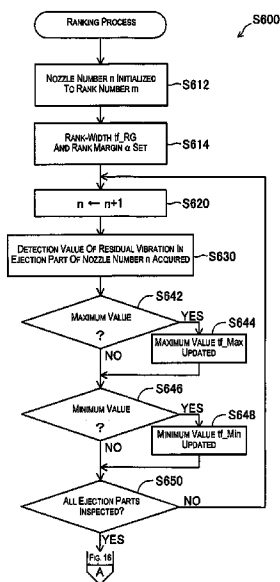 RANKING PROCESS
S600
NOZZLE NUMBER n INITIALIZED
TO RANK NUMBER m
S612
RANK-WIDTH tf_RG
AND RANK MARGIN α SET
S614
n ← n+1
S620
DETECTION VALUE OF RESIDUAL VIBRATION IN
EJECTION PART OF NOZZLE NUMBER n ACQUIRED
S630
S642
MAXIMUM VALUE
?
YES
S644
MAXIMUM VALUE tf_Max
UPDATED
NO
S646
MINIMUM VALUE
?
YES
S648
MINIMUM VALUE tf_Min
UPDATED
NO
S650
ALL EJECTION PARTS
INSPECTED?
NO
YES
FIG. 16
A